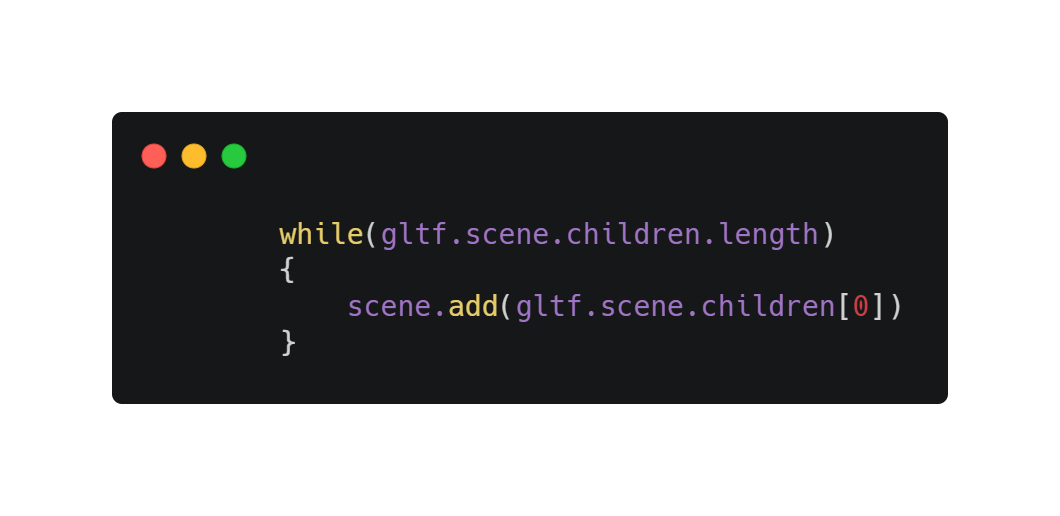 while(gltf.scene.children.length)
{
    scene.add(gltf.scene.children[0])
}